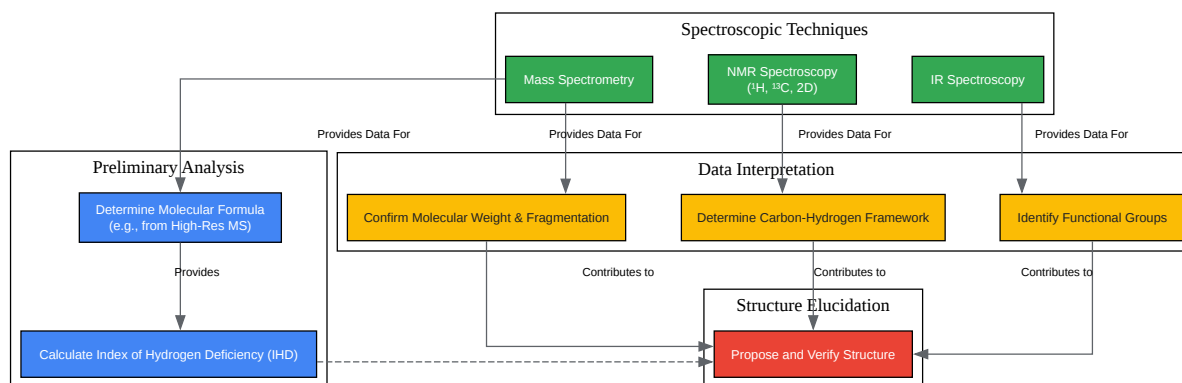 Spectroscopic Techniques
Mass Spectrometry
NMR Spectroscopy
(¹H, ¹³C, 2D)
IR Spectroscopy
Provides Data For
Provides Data For
Provides Data For
Provides Data For
Preliminary Analysis
Data Interpretation
Determine Molecular Formula
(e.g., from High-Res MS)
Confirm Molecular Weight & Fragmentation
Determine Carbon-Hydrogen Framework
Identify Functional Groups
Provides
Contributes to
Contributes to
Contributes to
Structure Elucidation
Calculate Index of Hydrogen Deficiency (IHD)
Propose and Verify Structure